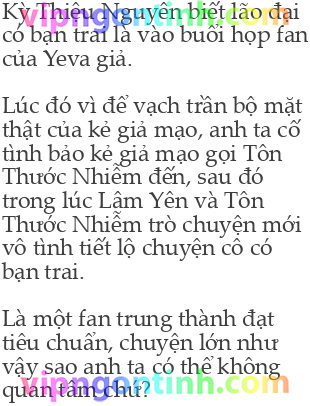 Kỳ Thiêu Nguyên biết lão đại
có bạn trai là vào buổi họp fan
của Yeva giả.
Lúc đó vì để vạch trần bộ mặt
thật của kẻ giả mạo, anh ta cố
tình bảo kẻ giả mạo gọi Tôn
Thước Nhiễm đến, sau đó
trong lúc Lâm Yên và Tôn
Thước Nhiễm trò chuyện mới
vô tình tiết lộ chuyện cô có
bạn trai.
Là một fan trung thành đạt
tiêu chuẩn, chuyện lớn như
vậy sao anh ta có thể không
quan tâm chứ?
vipngontinh.com
vipngontinh.com